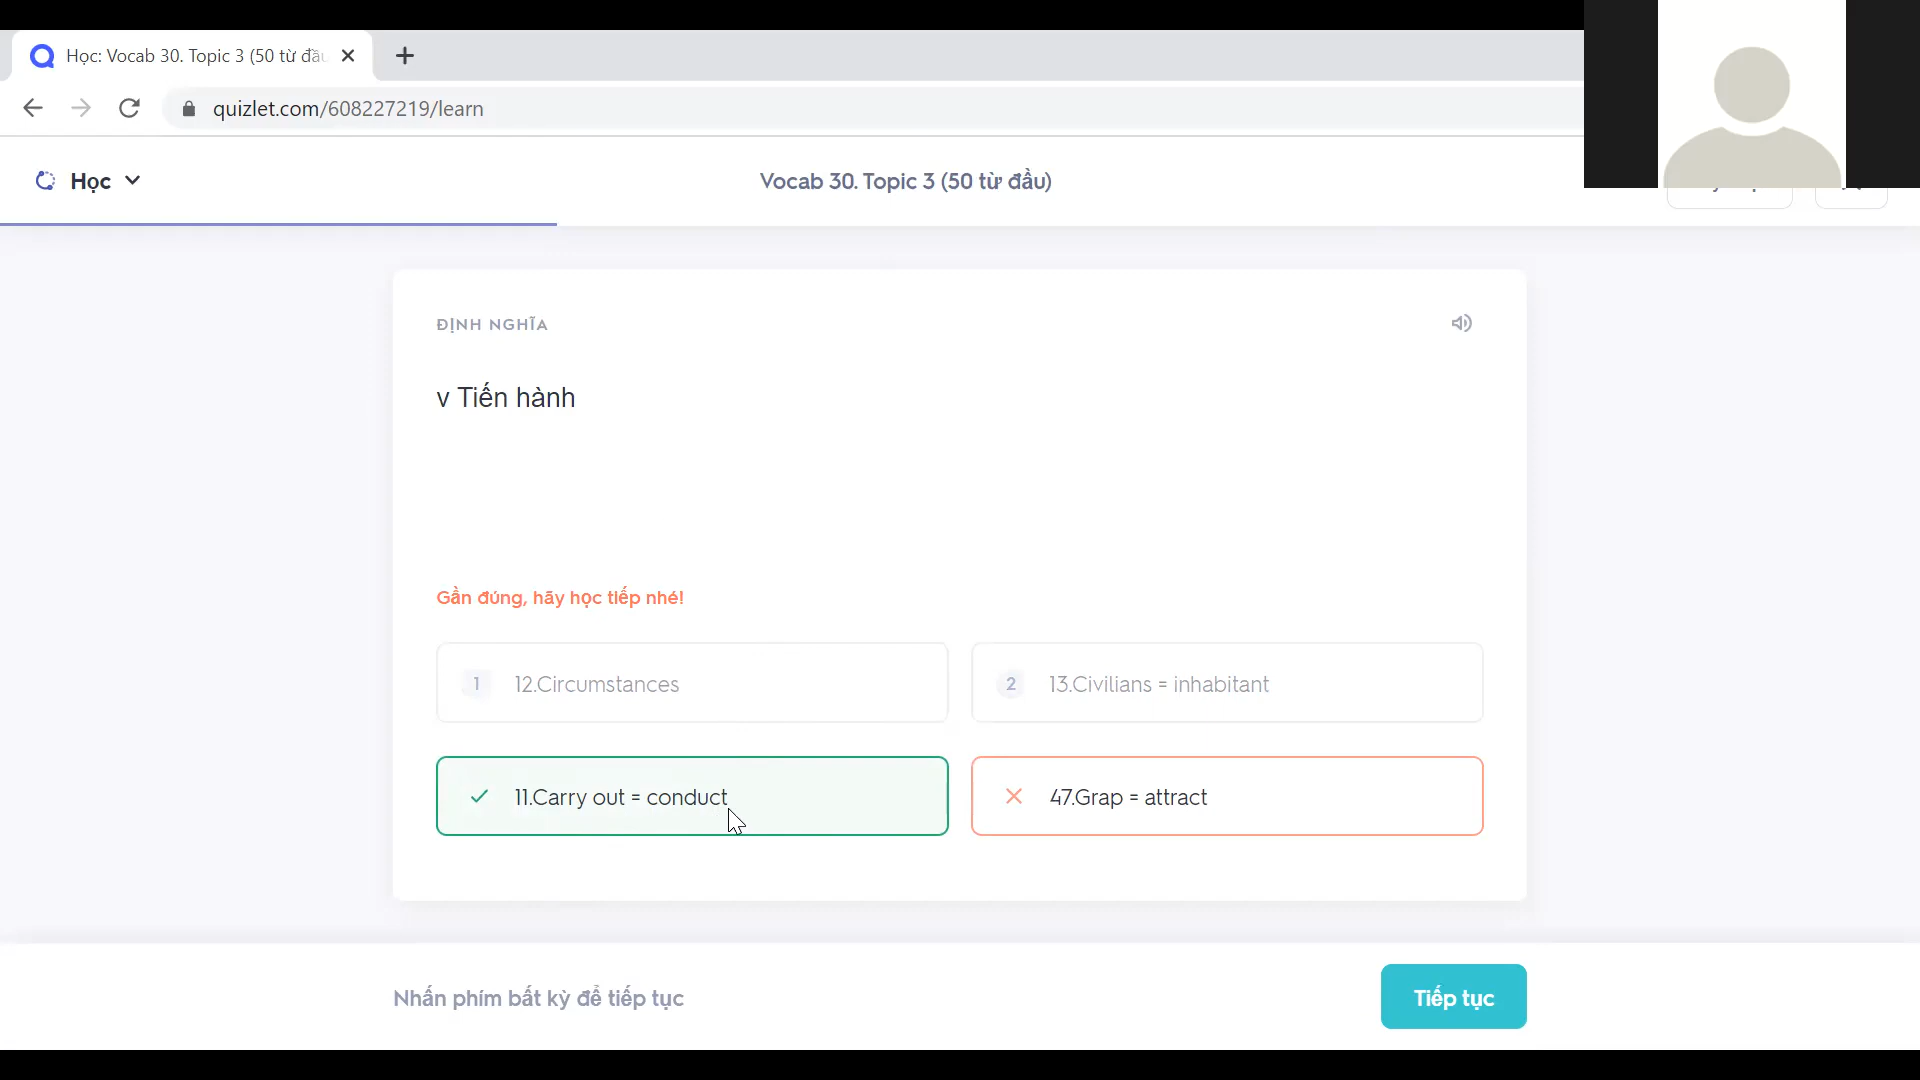 Học: Vocab 30. Topic 3 (50 từ đầu
quizlet.com/608227219/learn
Học
Vocab 30. Topic 3 (50 từ đầu)
ĐỊNH NGHĨA
v Tiến hành
Gần đúng, hãy học tiếp nhé!
1 12.Circumstances
2 13.Civilians = inhabitant
11.Carry out = conduct
47.Grap = attract
Nhấn phím bất kỳ để tiếp tục
Tiếp tục